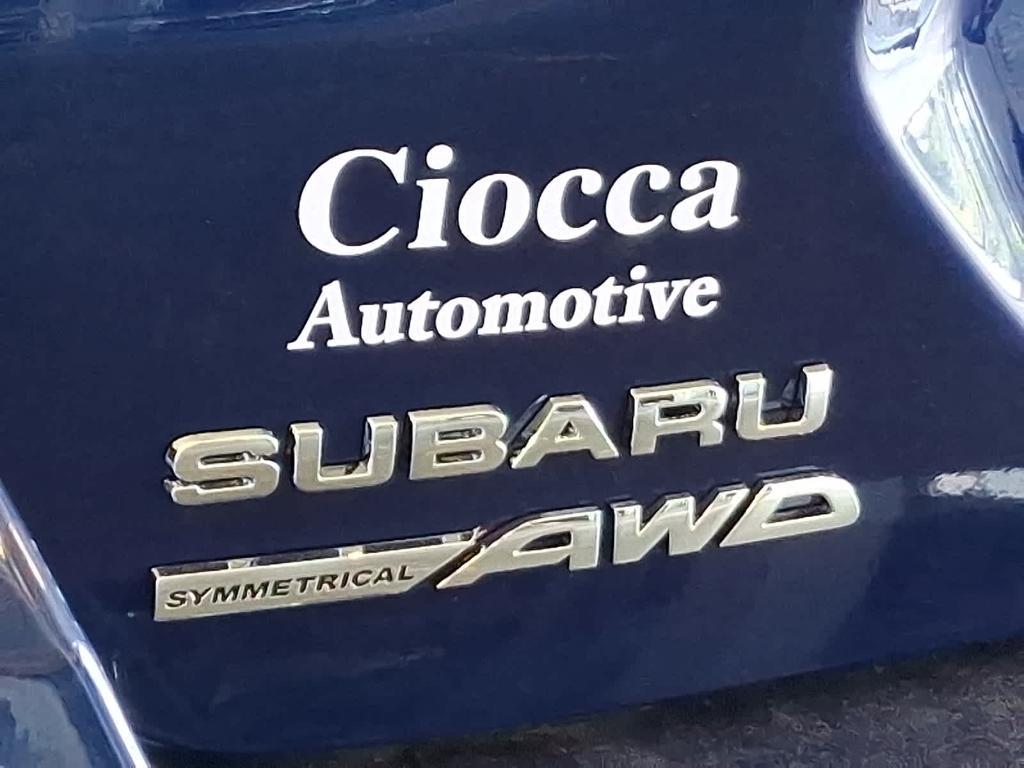 Ciocca
Automotive
SUBARU
SYMMETRICAL AWD